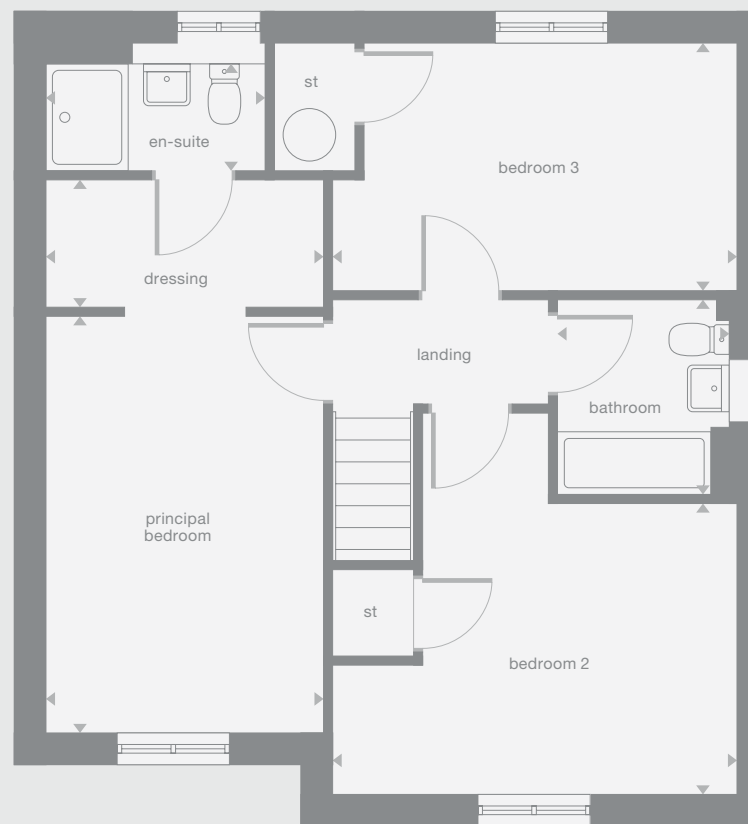 st
en-suite
bedroom 3
dressing
landing
bathroom
principal
bedroom
st
bedroom 2